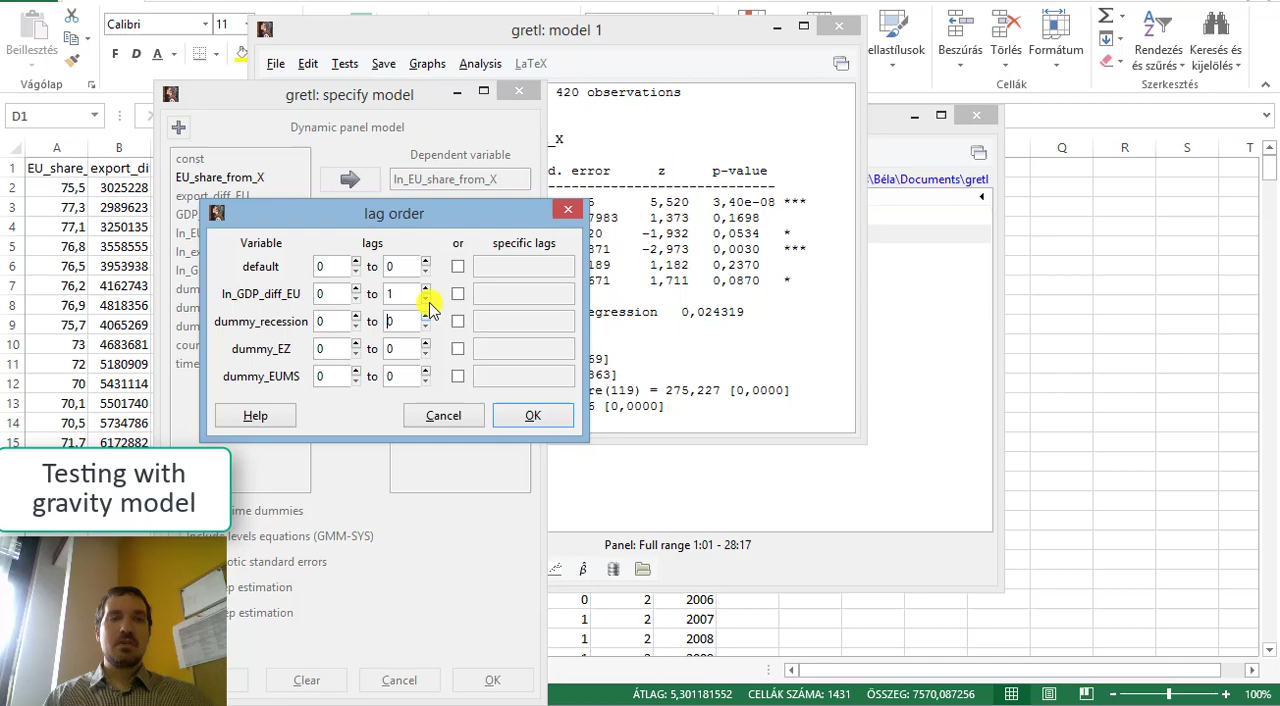 Beillesztés
Vágólap
Calibri
11
F D A
ellastílusok
Beszúrás
Törlés
Formátum
Cellák
Rendezés
és szűrés
Keresés és
kijelölés
Szerkesztés
D1
gretl: model 1
File Edit Tests Save Graphs Analysis LaTeX
420 observations
_X
d. error z p-value
5,520 3,40e-08 ***
7983 1,373 0,1698
20 −1,932 0,0534 *
871 −2,973 0,0030 ***
189 1,182 0,2370
671 1,711 0,0870 *
egression 0,024319
69]
363]
re(119) = 275,227 [0,0000]
6 [0,0000]
\Béla\Documents\gretl
Panel: Full range 1:01 - 28:17
gretl: specify model
Dynamic panel model
const
EU_share_from_X
export_diff_EU
Dependent variable
ln_EU_share_from_X
lag order
Variable lags or specific lags
default 0 to 0
ln_GDP_diff_EU 0 to 1
dummy_recession 0 to 0
dummy_EZ 0 to 0
dummy_EUMS 0 to 0
Help Cancel OK
ime dummies
Include levels equations (GMM-SYS)
otic standard errors
ep estimation
ep estimation
Clear Cancel OK
A B Q R S T
1 EU_share_ export_di
2 75,5 3025228
3 77,3 2989623
4 77,1 3250135
5 76,8 3558555
6 76,5 3953938
7 76,2 4162743
8 76,9 4818356
9 75,7 4065269
10 73 4683681
11 72 5180909
12 70 5431114
13 70,1 5501740
14 70,5 5734786
15 71,7 6172882
0 2 2006
1 2 2007
1 2 2008
Testing with
gravity model
ÁTLAG: 5,301181552 CELLÁK SZÁMA: 1431 ÖSSZEG: 7570,087256 100%